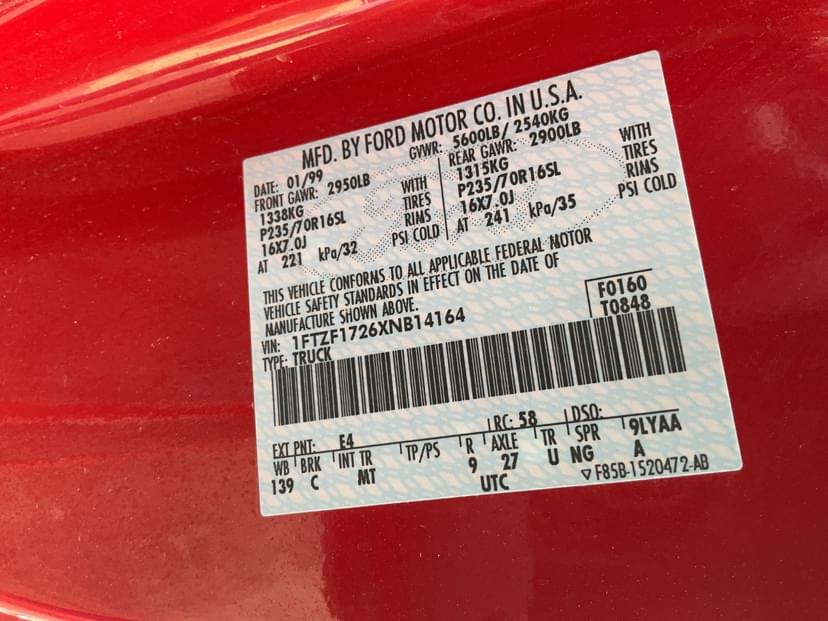 MFD. BY FORD MOTOR CO. IN U.S.A.
DATE: 01/99 GVWR: 5600LB/ 2540KG
FRONT GAWR: 2950LB REAR GAWR: 2900LB
1338KG WITH 1315KG WITH
P235/70R16SL TIRES P235/70R16SL TIRES
16X7.0J RIMS 16X7.0J RIMS
AT 221 kPa/32 PSI COLD AT 241 kPa/35 PSI COLD
THIS VEHICLE CONFORMS TO ALL APPLICABLE FEDERAL MOTOR
VEHICLE SAFETY STANDARDS IN EFFECT ON THE DATE OF
MANUFACTURE SHOWN ABOVE.
VIN: 1FTZF1726XNB14164 F0160
TYPE: TRUCK T0848
EXT PNT: E4 RC: 58 DSO:
WB BRK INT TR TP/PS R AXLE TR SPR 9LYAA
139 C MT 9 27 U NG A
UTC ▽F85B-1520472-AB